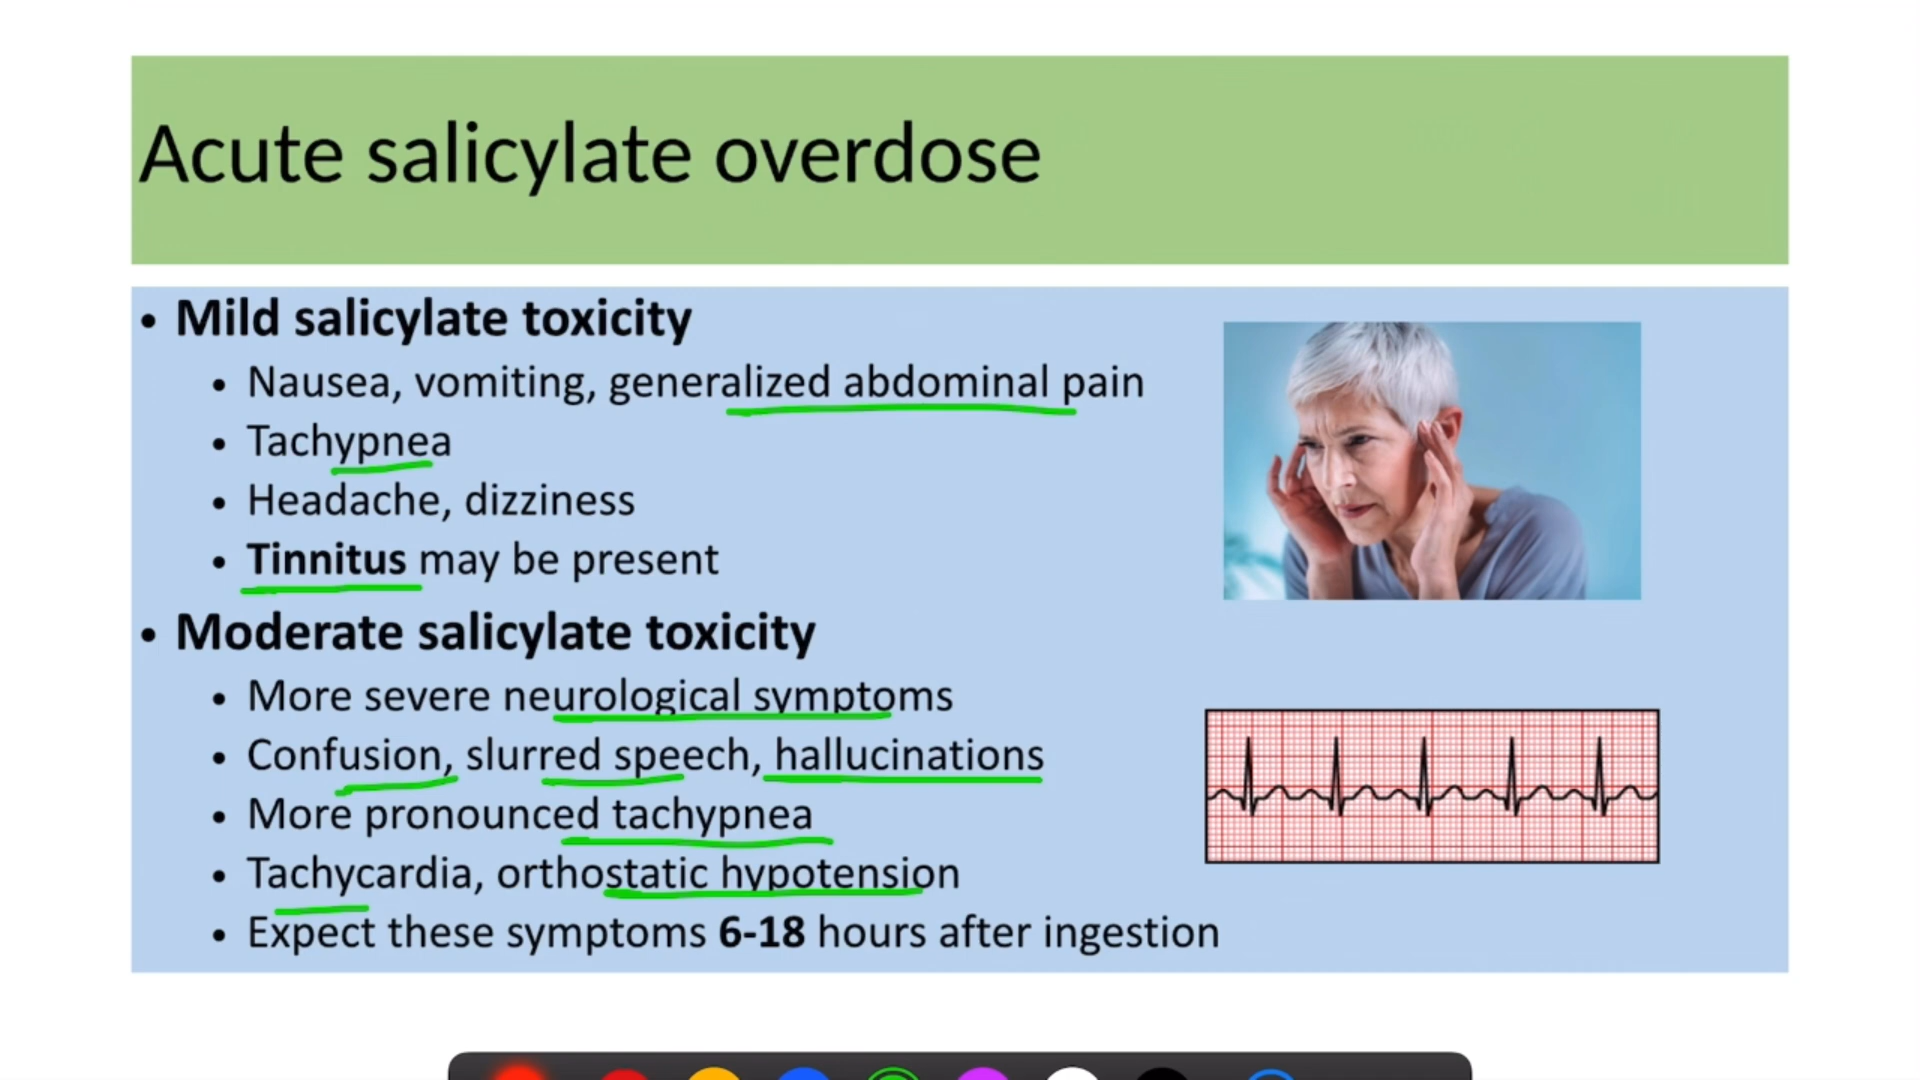 Acute salicylate overdose
• Mild salicylate toxicity
• Nausea, vomiting, generalized abdominal pain
• Tachypnea
• Headache, dizziness
• Tinnitus may be present
• Moderate salicylate toxicity
• More severe neurological symptoms
• Confusion, slurred speech, hallucinations
• More pronounced tachypnea
• Tachycardia, orthostatic hypotension
• Expect these symptoms 6-18 hours after ingestion